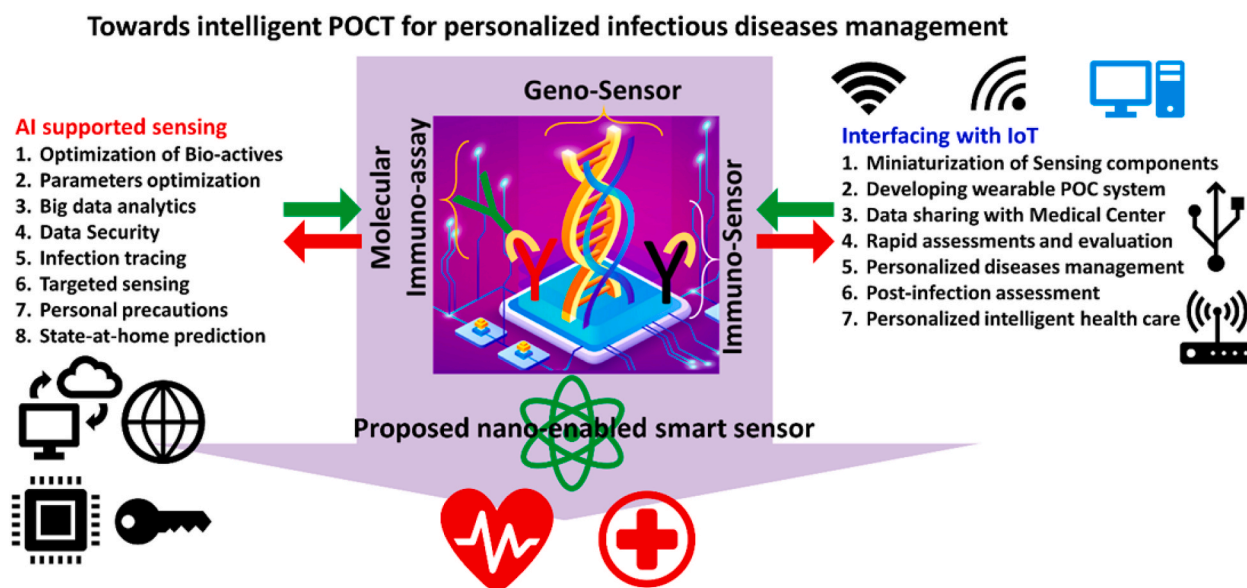 Towards intelligent POCT for personalized infectious diseases management
AI supported sensing
1. Optimization of Bio-actives
2. Parameters optimization
3. Big data analytics
4. Data Security
5. Infection tracing
6. Targeted sensing
7. Personal precautions
8. State-at-home prediction
Molecular
Immuno-assay
Geno-Sensor
Immuno-Sensor
Proposed nano-enabled smart sensor
Interfacing with IoT
1. Miniaturization of Sensing components
2. Developing wearable POC system
3. Data sharing with Medical Center
4. Rapid assessments and evaluation
5. Personalized diseases management
6. Post-infection assessment
7. Personalized intelligent health care